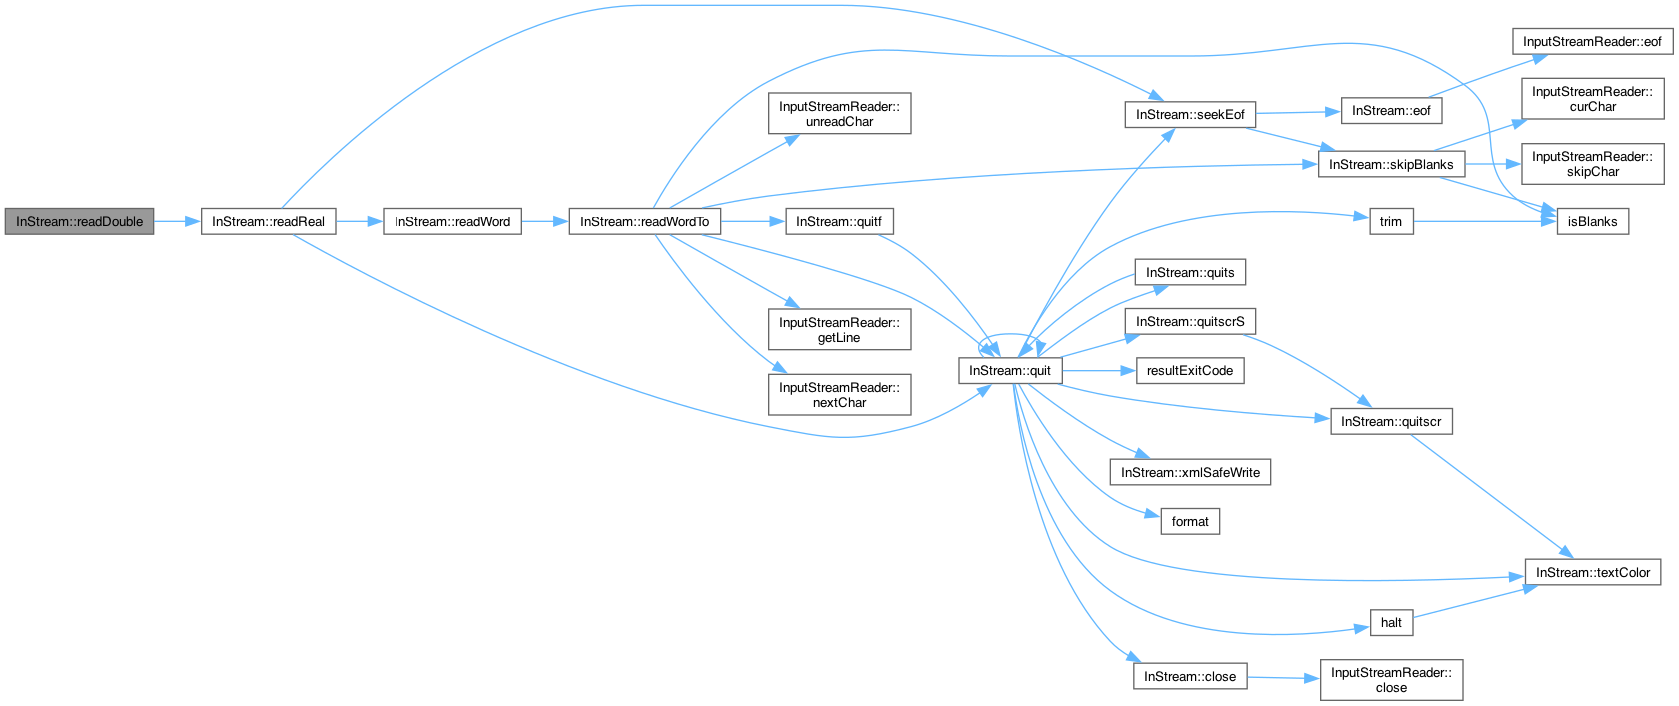 InStream::readDouble
InStream::readReal
InStream::readWord
InStream::readWordTo
InputStreamReader::
unreadChar
InStream::quitf
InputStreamReader::
getLine
InputStreamReader::
nextChar
InStream::quit
InStream::seekEof
InStream::quits
InStream::quitscrS
resultExitCode
InStream::xmlSafeWrite
format
InStream::close
InStream::eof
InStream::skipBlanks
trim
InStream::quitscr
halt
InputStreamReader::
close
InputStreamReader::eof
InputStreamReader::
curChar
InputStreamReader::
skipChar
isBlanks
InStream::textColor